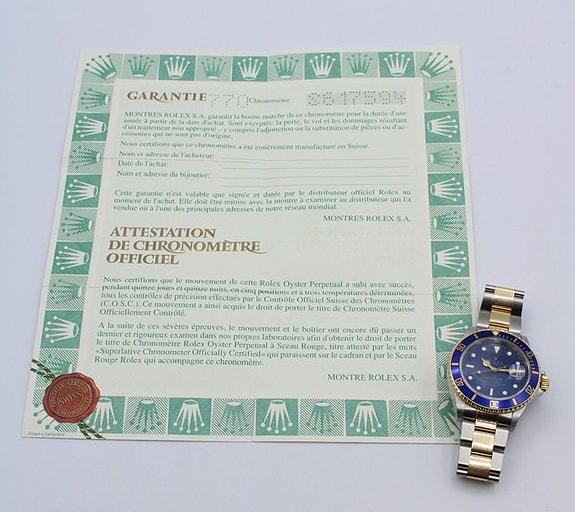 GARANTIE 770 Chronomètre S617594
MONTRES ROLEX S.A. garantit la bonne marche de ce chronomètre pour la durée d'une
année à partir de la date d'achat. Sont exceptés: la perte, le vol et les dommages résultant
d'un traitement non approprié – y compris l'adjonction ou la substitution de pièces ou d'ac-
cessoires qui ne sont pas d'origine.
Nous certifions que ce chronomètre a été entièrement manufacturé en Suisse.
Nom et adresse de l'acheteur:
Date de l'achat:
Nom et adresse du bijoutier:
Cette garantie n'est valable que signée et datée par le distributeur officiel Rolex au
moment de l'achat. Elle doit être remise avec la montre à examiner au distributeur qui l'a
vendue ou à l'une des principales adresses de notre réseau mondial.
MONTRES ROLEX S.A.
ATTESTATION
DE CHRONOMÈTRE
OFFICIEL
Nous certifions que le mouvement de cette Rolex Oyster Perpetual a subi avec succès,
pendant quinze jours et quinze nuits, en cinq positions et à trois températures déterminées,
tous les contrôles de précision effectués par le Contrôle Officiel Suisse des Chronomètres
(C.O.S.C.). Ce mouvement a ainsi acquis le droit de porter le titre de Chronomètre Suisse
Officiellement Contrôlé.
A la suite de ces sévères épreuves, le mouvement et le boîtier ont encore dû passer un
dernier et rigoureux examen dans nos propres laboratoires afin d'obtenir le droit de porter
le titre de Chronomètre Rolex Oyster Perpetual à Sceau Rouge, titre attesté par les mots
«Superlative Chronometer Officially Certified» qui paraissent sur le cadran et par le Sceau
Rouge Rolex qui accompagne ce chronomètre.
MONTRE ROLEX S.A.
SWISS
Printed in Switzerland